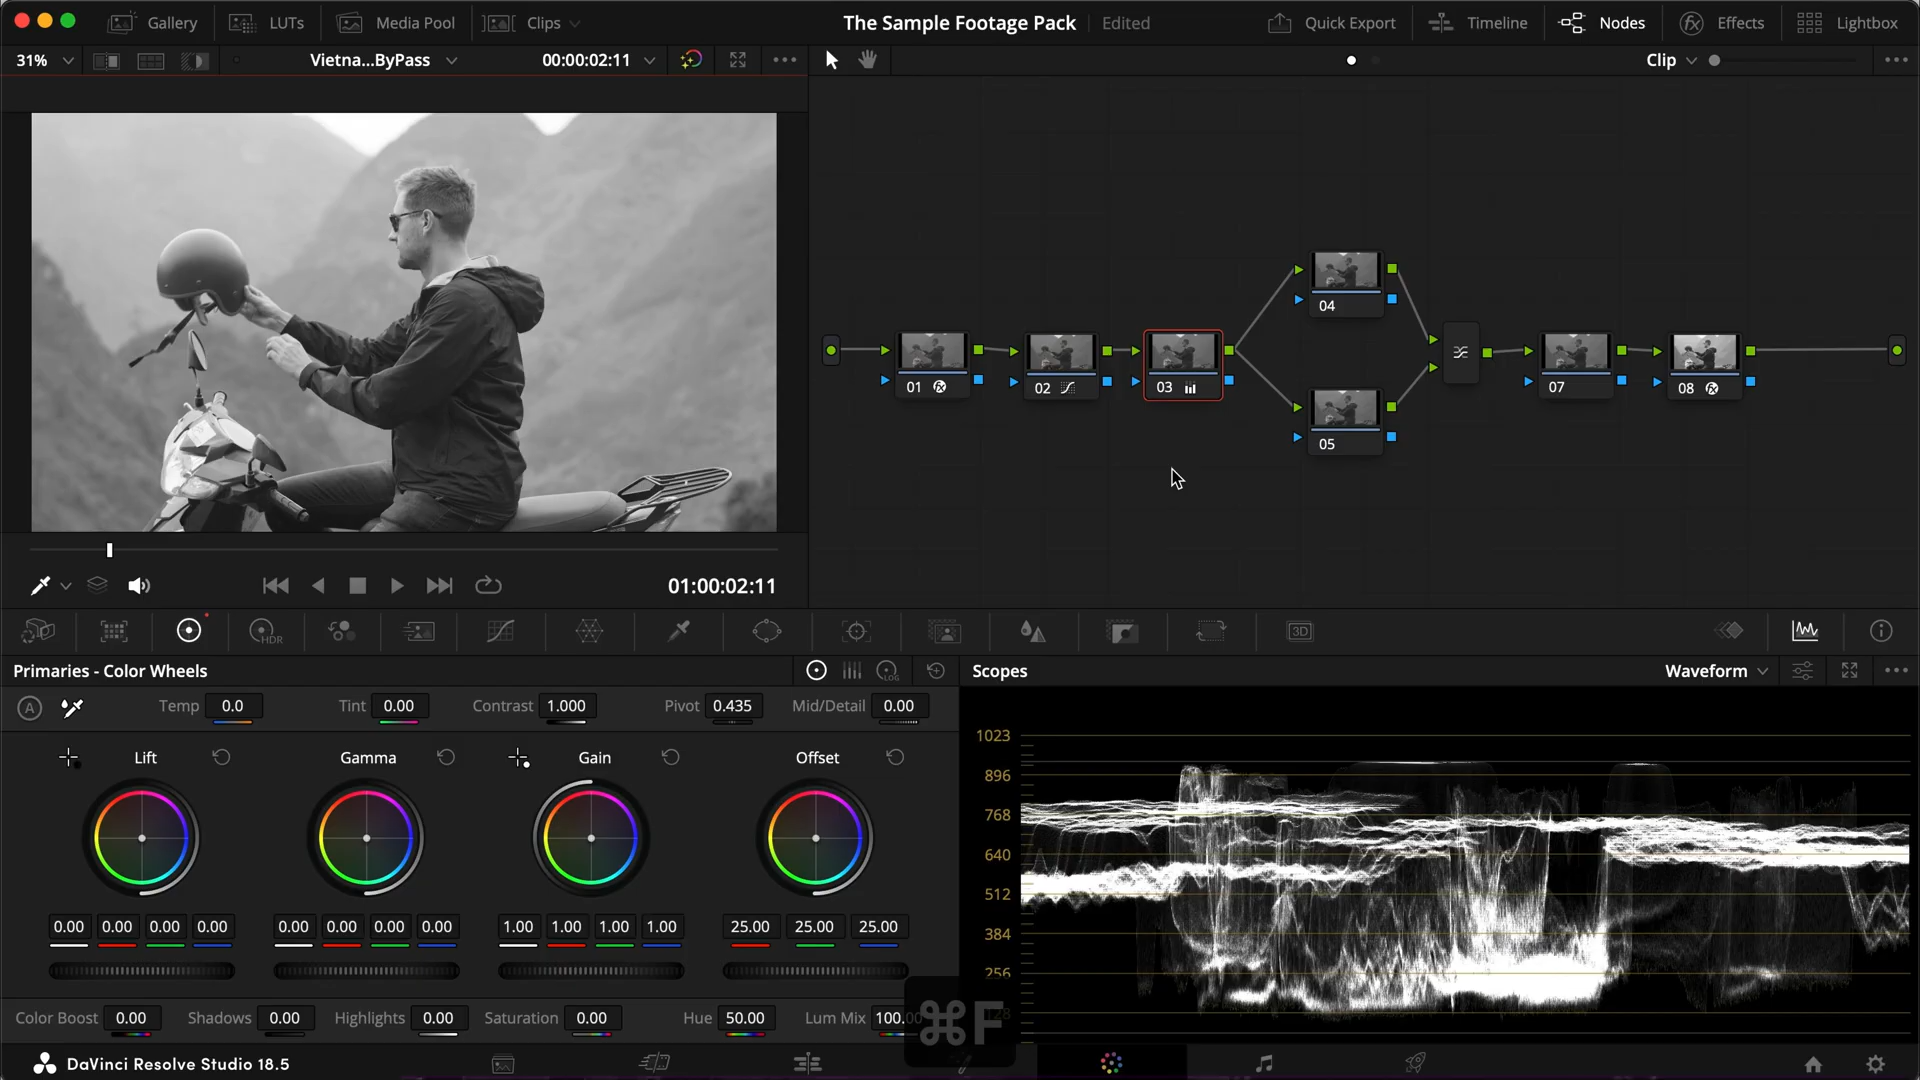 Gallery LUTs Media Pool Clips The Sample Footage Pack Edited Quick Export Timeline Nodes Effects Lightbox
31% Vietna...ByPass 00:00:02:11 Clip
04
01 02 03 07 08
05
01:00:02:11
HDR 3D
Primaries - Color Wheels LOG Scopes Waveform
A Temp 0.0 Tint 0.00 Contrast 1.000 Pivot 0.435 Mid/Detail 0.00
Lift Gamma Gain Offset
0.00 0.00 0.00 0.00 0.00 0.00 0.00 0.00 1.00 1.00 1.00 1.00 25.00 25.00 25.00
1023
896
768
640
512
384
256
128
Color Boost 0.00 Shadows 0.00 Highlights 0.00 Saturation 0.00 Hue 50.00 Lum Mix 100.00
⌘F
DaVinci Resolve Studio 18.5